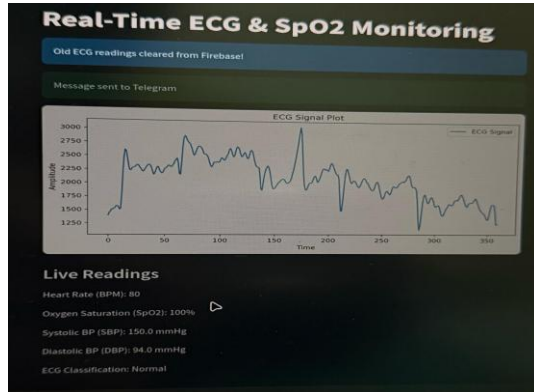 Real-Time ECG & SpO2 Monitoring
Old ECG readings cleared from Firebase!
Message sent to Telegram
ECG Signal Plot
ECG Signal
3000
2750
2500
2250
2000
1750
1500
1250
Amplitude
0 50 100 150 200 250 300 350
Time
Live Readings
Heart Rate (BPM): 80
Oxygen Saturation (SpO2): 100%
Systolic BP (SBP): 150.0 mmHg
Diastolic BP (DBP): 94.0 mmHg
ECG Classification: Normal